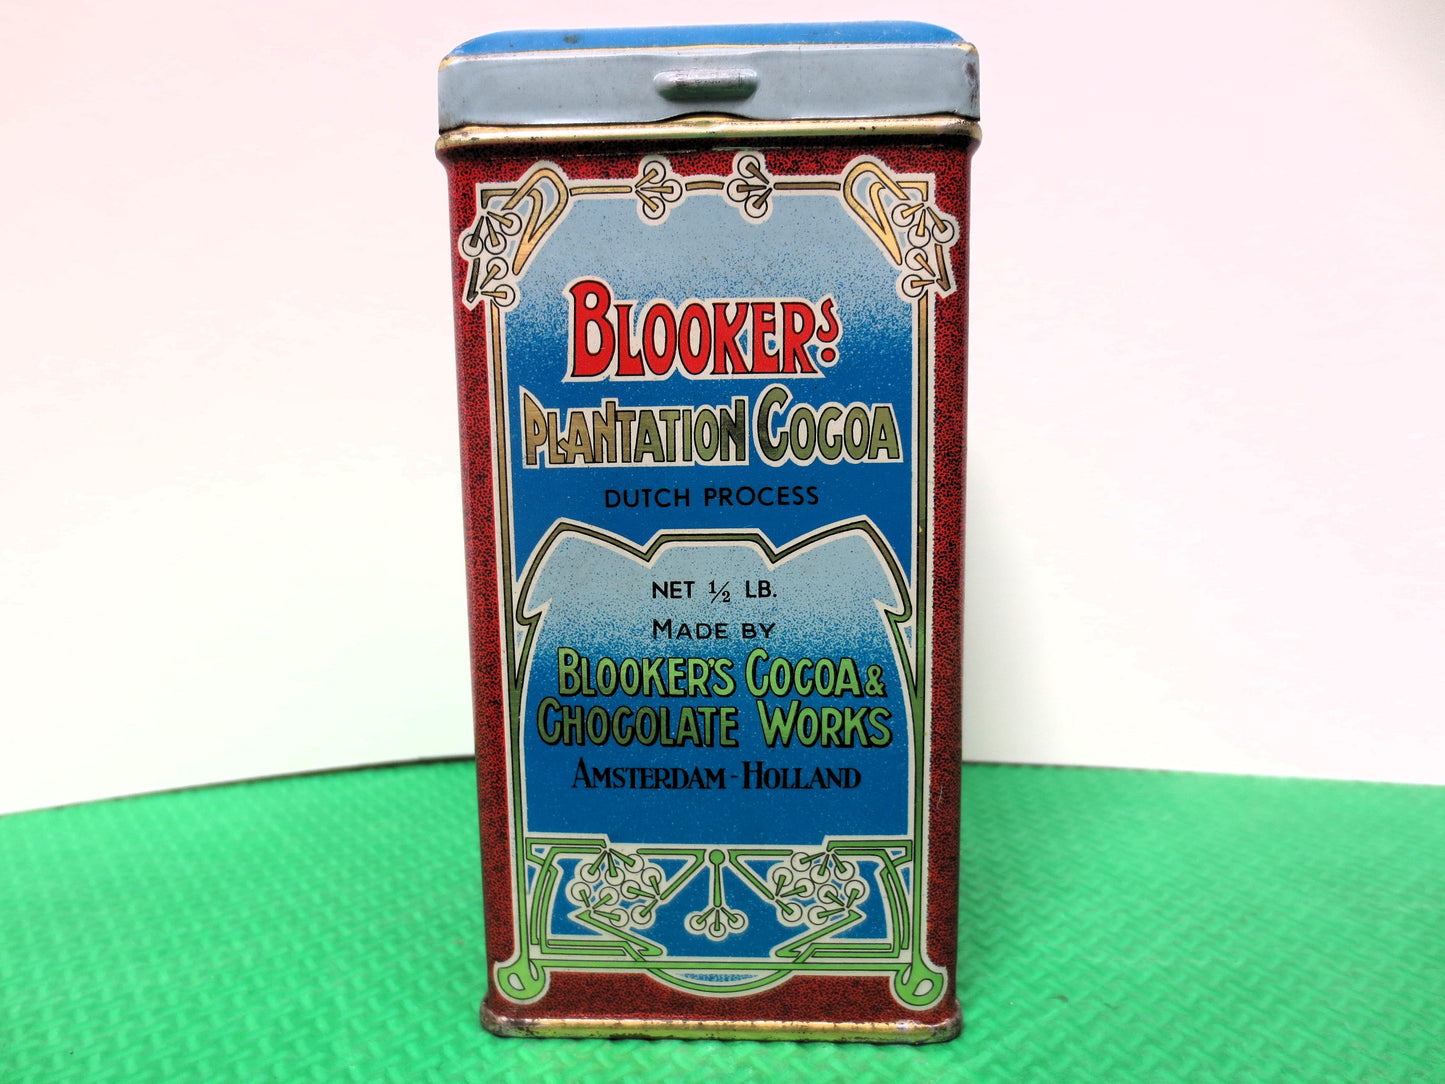 BLOOKERS.
PLANTATION COCOA
DUTCH PROCESS
NET ½ LB.
MADE BY
BLOOKER'S COCOA &
CHOCOLATE WORKS
AMSTERDAM - HOLLAND